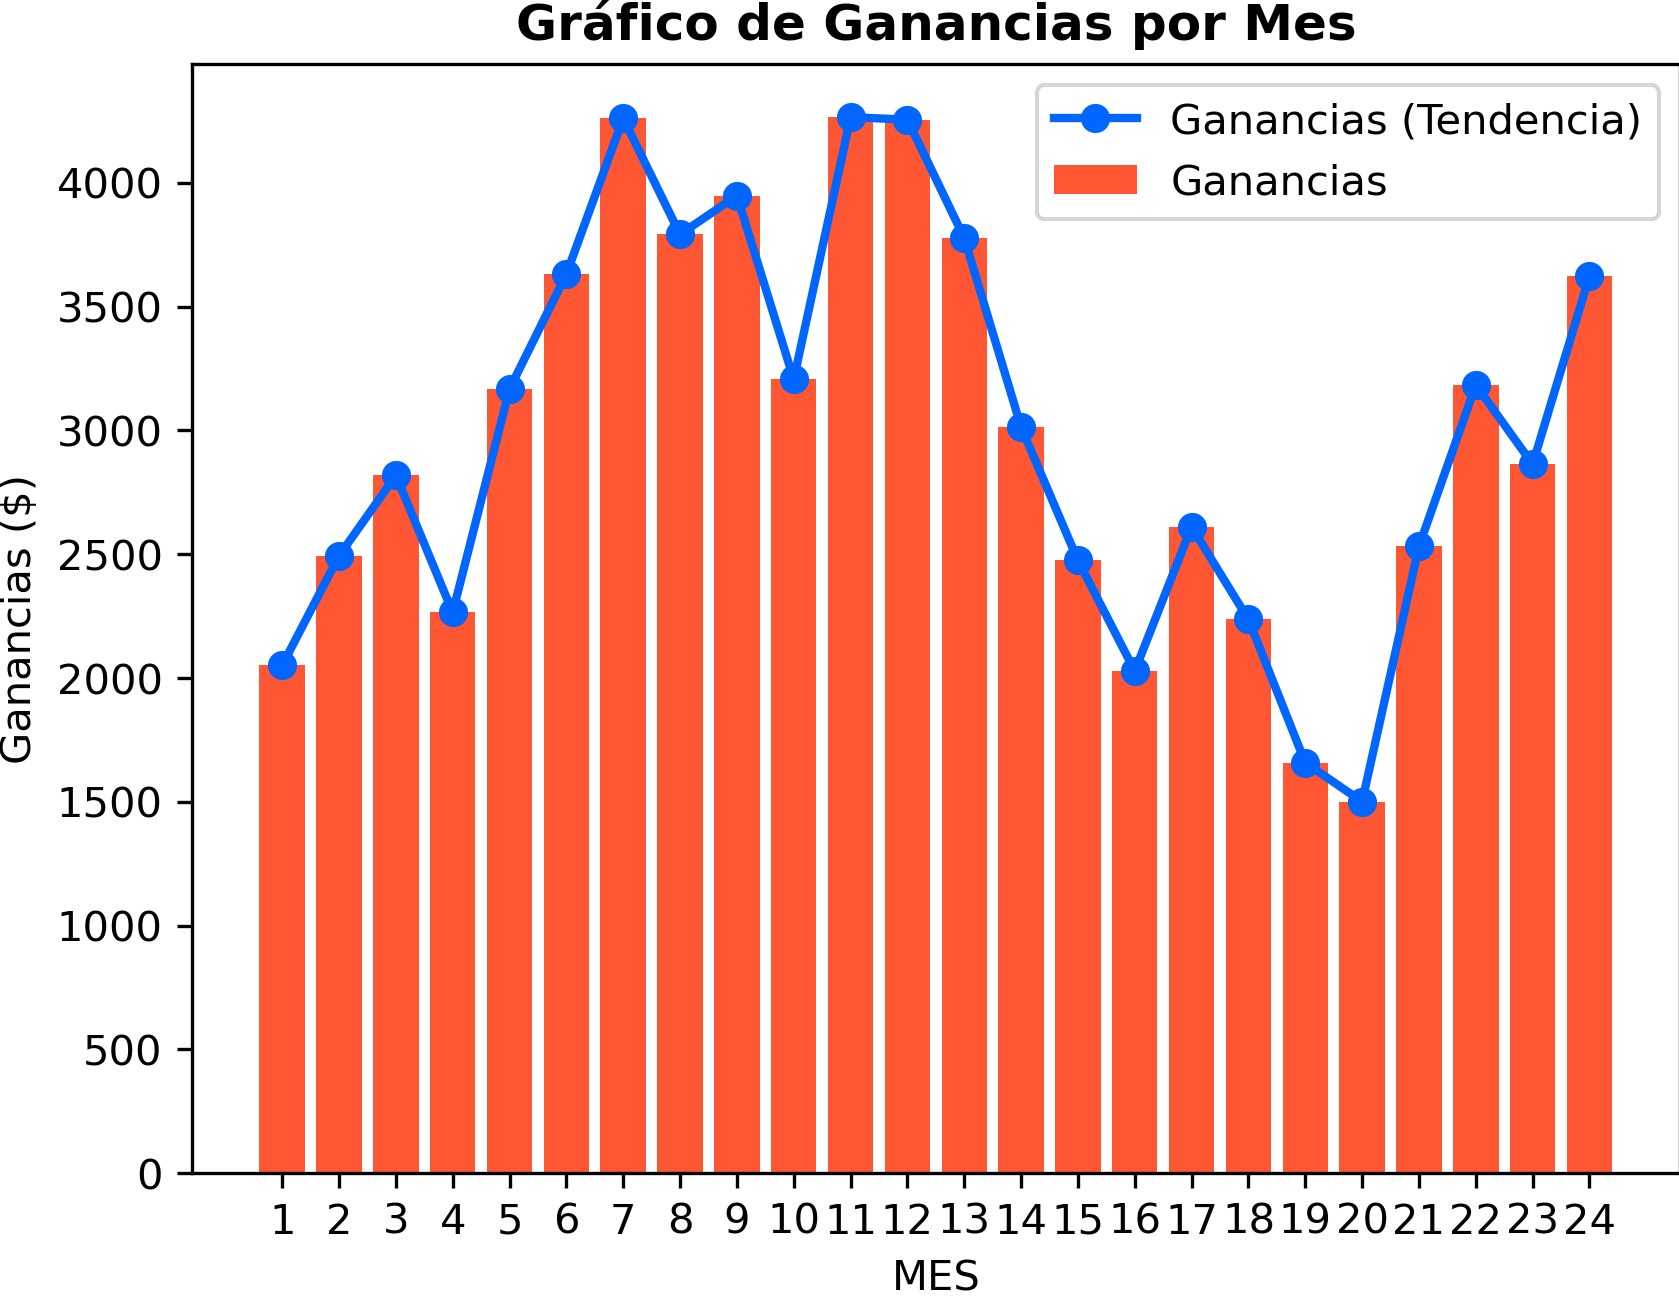 Gráfico de Ganancias por Mes
Ganancias (Tendencia)
Ganancias
Ganancias ($)
4000
3500
3000
2500
2000
1500
1000
500
0
1 2 3 4 5 6 7 8 9 10 11 12 13 14 15 16 17 18 19 20 21 22 23 24
MES